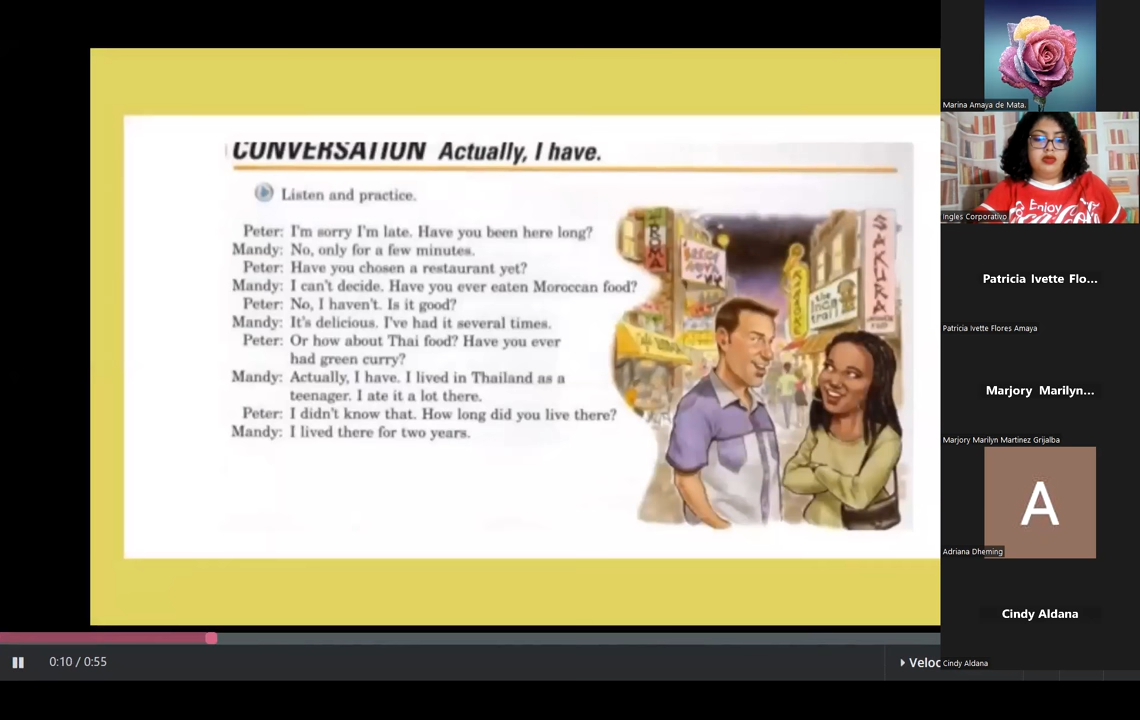 CONVERSATION Actually, I have.
Listen and practice.
Peter: I'm sorry I'm late. Have you been here long?
Mandy: No, only for a few minutes.
Peter: Have you chosen a restaurant yet?
Mandy: I can't decide. Have you ever eaten Moroccan food?
Peter: No, I haven't. Is it good?
Mandy: It's delicious. I've had it several times.
Peter: Or how about Thai food? Have you ever
had green curry?
Mandy: Actually, I have. I lived in Thailand as a
teenager. I ate it a lot there.
Peter: I didn't know that. How long did you live there?
Mandy: I lived there for two years.
SAKURA
the
Inca
trail
0:10 / 0:55
Veloc
Marina Amaya de Mata.
Enjoy
Coca-Cola
Ingles Corporativo
Patricia Ivette Flo...
Patricia Ivette Flores Amaya
Marjory Marilyn...
Marjory Marilyn Martinez Grijalba
A
Adriana Dheming
Cindy Aldana
Cindy Aldana